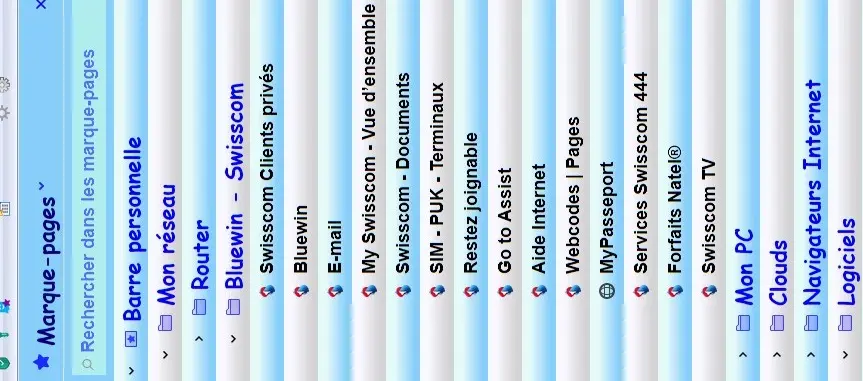 Marque-pages
Rechercher dans les marque-pages
Barre personnelle
Mon réseau
Router
Bluewin - Swisscom
Swisscom Clients privés
Bluewin
E-mail
My Swisscom - Vue d'ensemble
Swisscom - Documents
SIM - PUK - Terminaux
Restez joignable
Go to Assist
Aide Internet
Webcodes | Pages
MyPasseport
Services Swisscom 444
Forfaits Natel®
Swisscom TV
Mon PC
Clouds
Navigateurs Internet
Logiciels